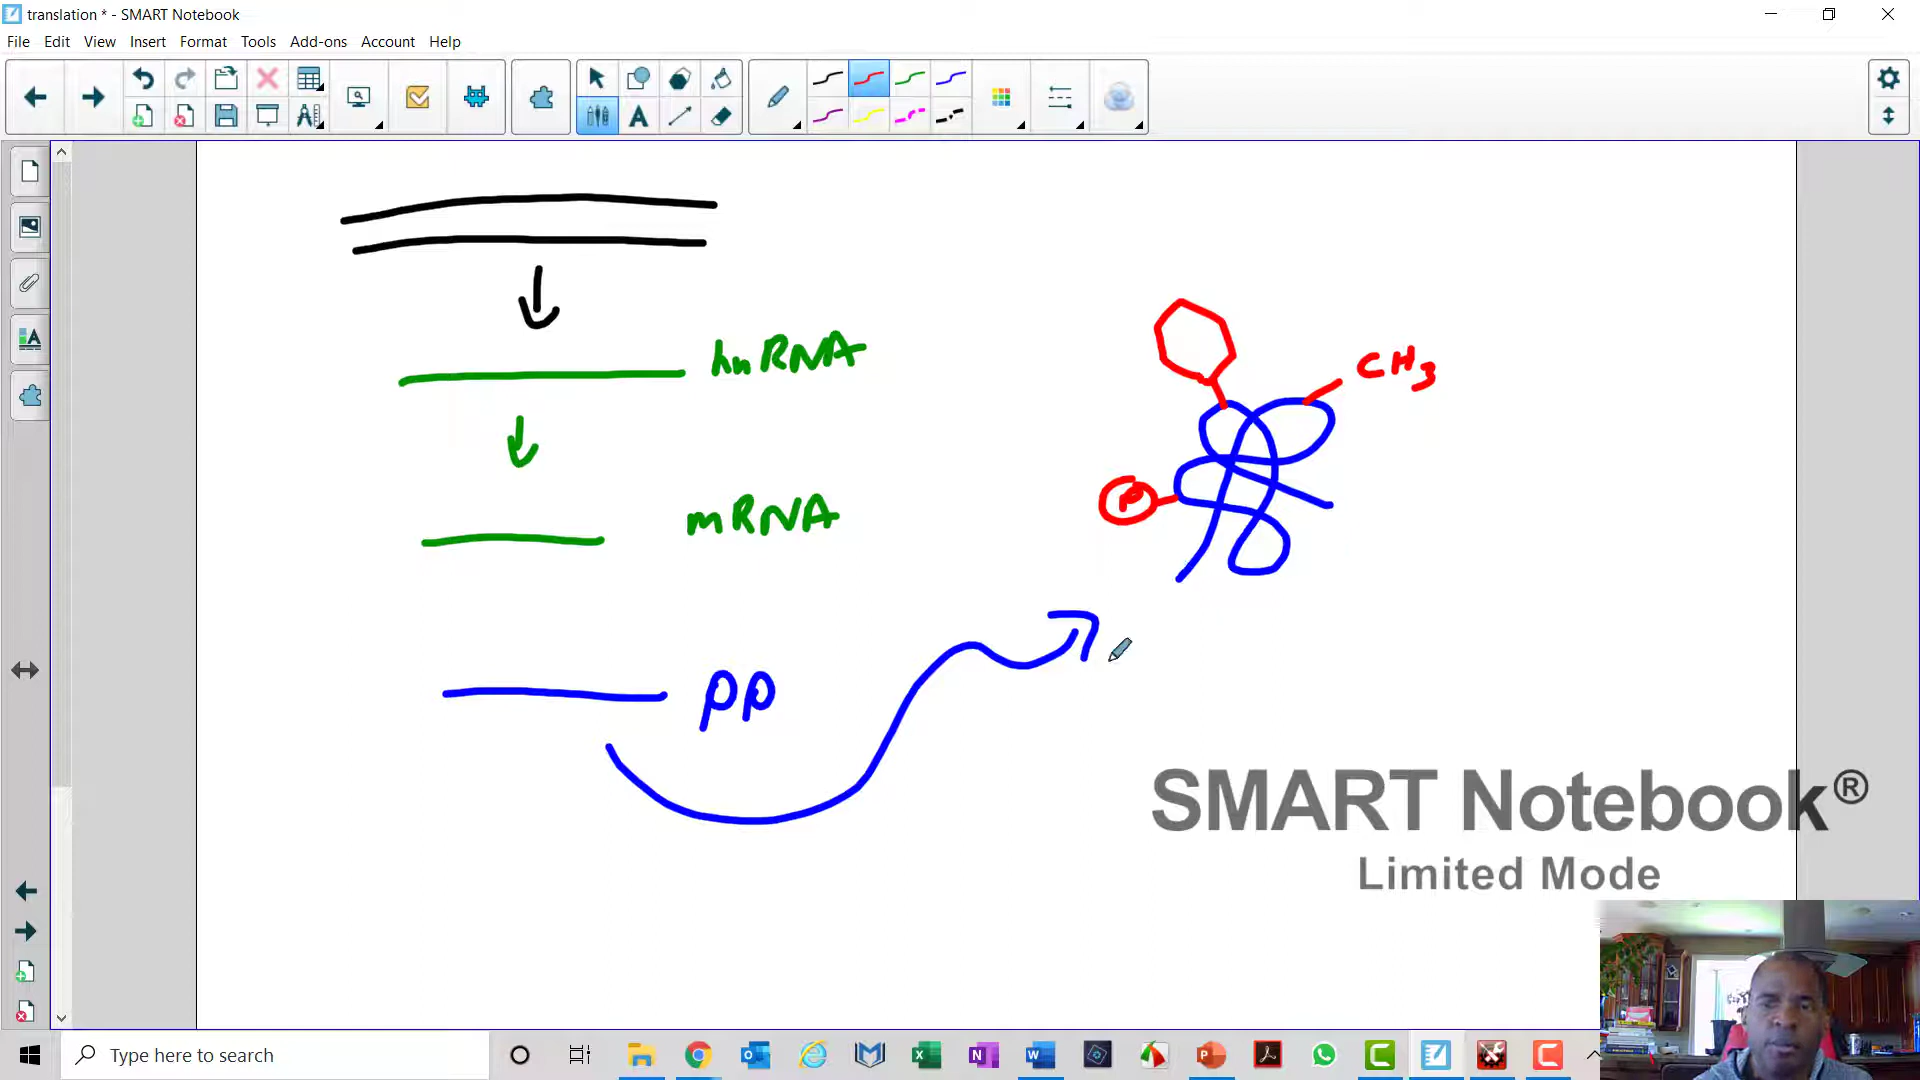 translation * - SMART Notebook
File Edit View Insert Format Tools Add-ons Account Help
hnRNA
CH3
P
mRNA
pp
SMART Notebook®
Limited Mode
Type here to search